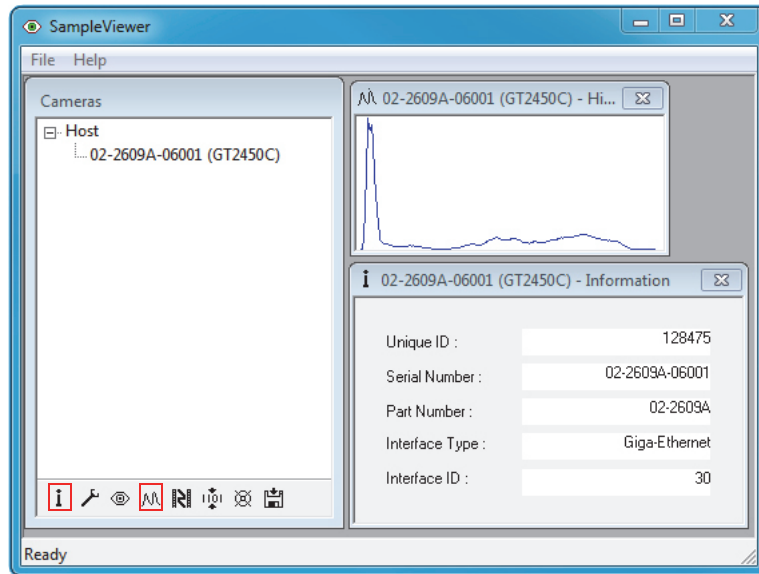 SampleViewer
File Help
Cameras
Host
02-2609A-06001 (GT2450C)
02-2609A-06001 (GT2450C) - Hi...
02-2609A-06001 (GT2450C) - Information
Unique ID : 128475
Serial Number : 02-2609A-06001
Part Number : 02-2609A
Interface Type : Giga-Ethernet
Interface ID : 30
Ready